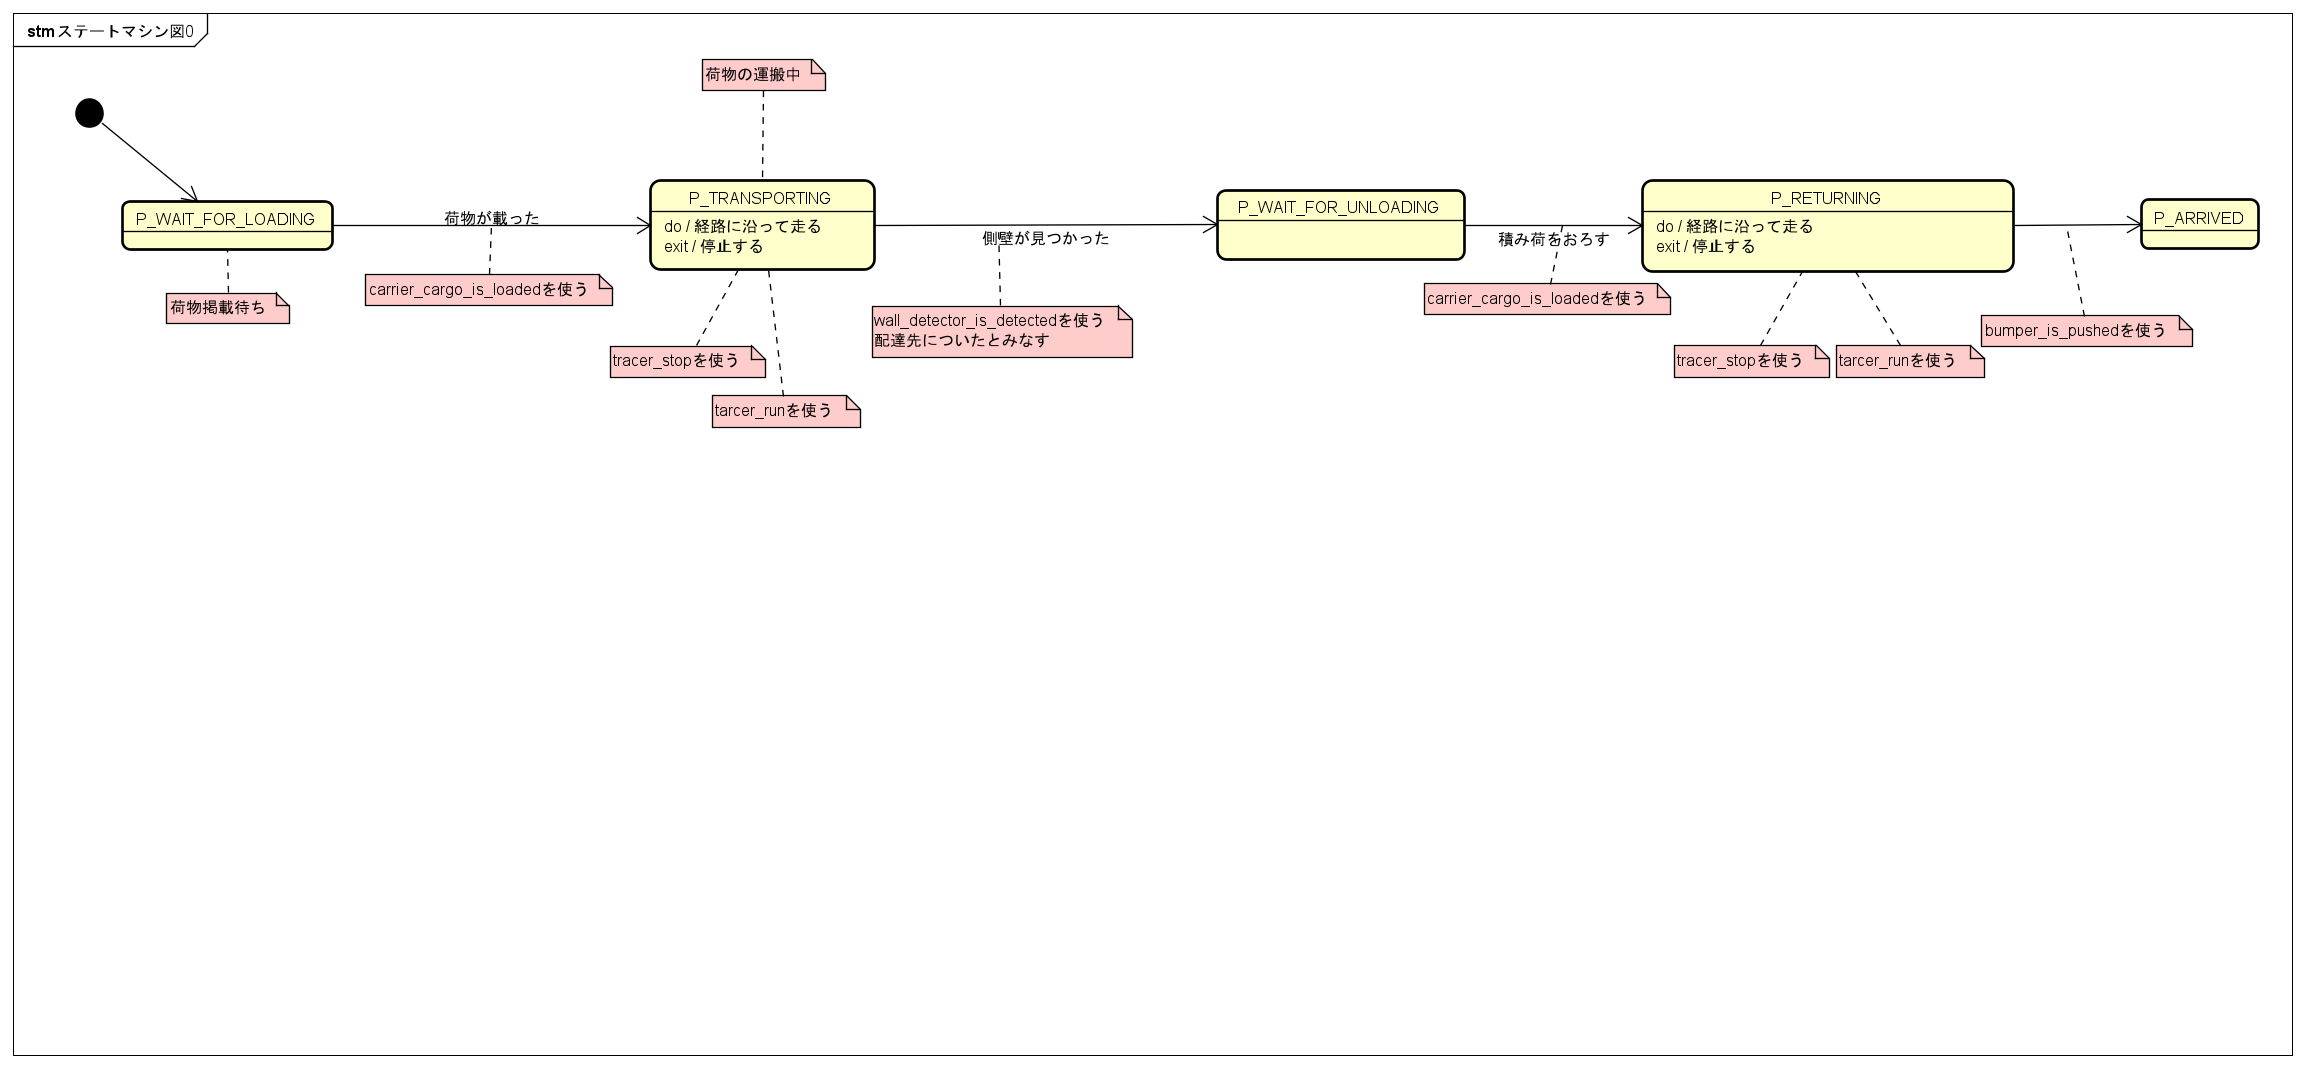 stm ステートマシン図0
荷物の運搬中
P_WAIT_FOR_LOADING
荷物が載った
P_TRANSPORTING
do / 経路に沿って走る
exit / 停止する
側壁が見つかった
P_WAIT_FOR_UNLOADING
積み荷をおろす
P_RETURNING
do / 経路に沿って走る
exit / 停止する
P_ARRIVED
荷物掲載待ち
carrier_cargo_is_loadedを使う
tracer_stopを使う
tarcer_runを使う
wall_detector_is_detectedを使う
配達先についたとみなす
carrier_cargo_is_loadedを使う
tracer_stopを使う
tarcer_runを使う
bumper_is_pushedを使う